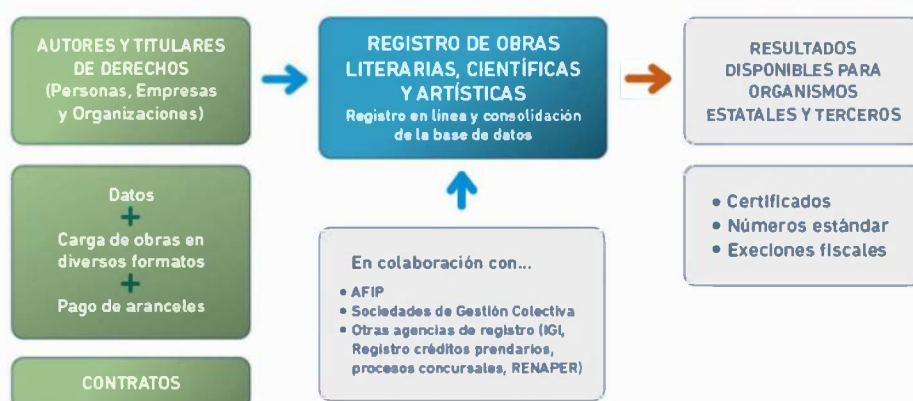 AUTORES Y TITULARES
DE DERECHOS
(Personas, Empresas
y Organizaciones)
Datos
+
Carga de obras en
diversos formatos
+
Pago de aranceles
CONTRATOS
REGISTRO DE OBRAS
LITERARIAS, CIENTÍFICAS
Y ARTÍSTICAS
Registro en línea y consolidación
de la base de datos
En colaboración con...
• AFIP
• Sociedades de Gestión Colectiva
• Otras agencias de registro (IGI,
Registro créditos prendarios,
procesos concursales, RENAPER)
RESULTADOS
DISPONIBLES PARA
ORGANISMOS
ESTATALES Y TERCEROS
• Certificados
• Números estándar
• Execiones fiscales